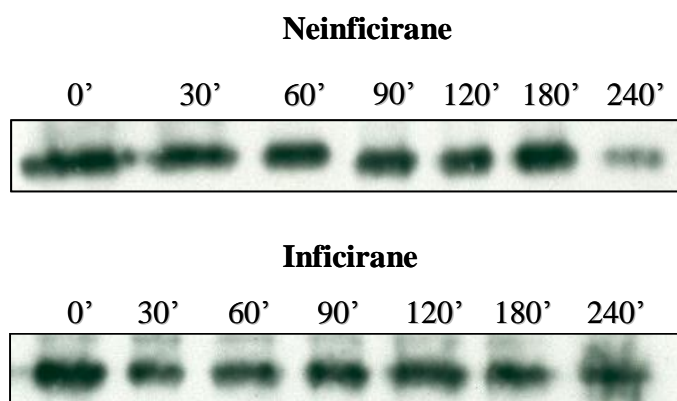 Neinficirane
0’ 30’ 60’ 90’ 120’ 180’ 240’
Inficirane
0’ 30’ 60’ 90’ 120’ 180’ 240’